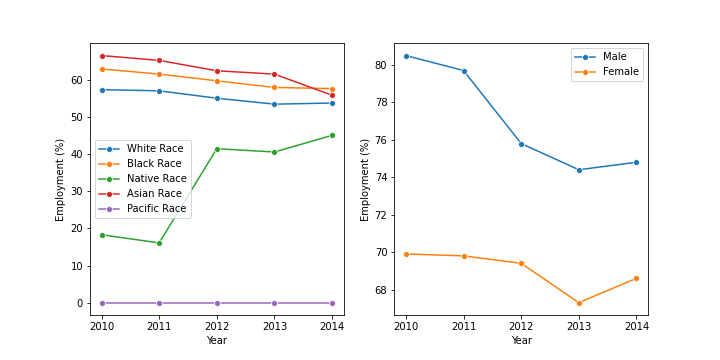 Employment (%)
60
50
40
30
20
10
0
White Race
Black Race
Native Race
Asian Race
Pacific Race
2010 2011 2012 2013 2014
Year
Employment (%)
80
78
76
74
72
70
68
Male
Female
2010 2011 2012 2013 2014
Year